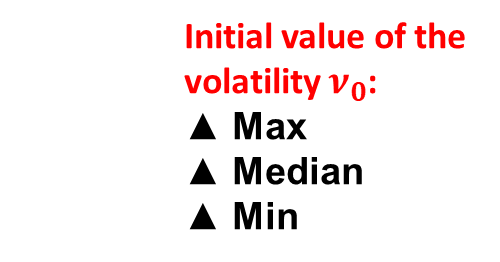 Initial value of the
volatility 𝝂₀:
▲ Max
▲ Median
▲ Min